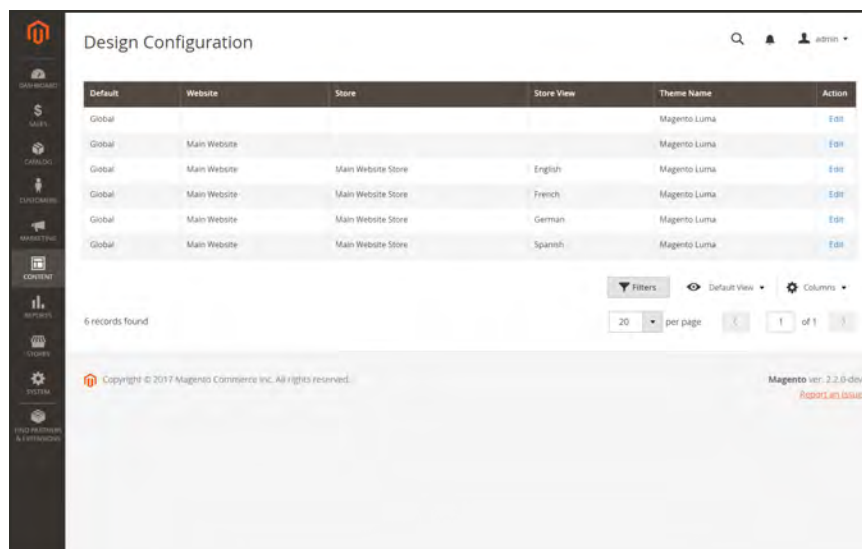 Design Configuration
admin
DASHBOARD
SALES
CATALOG
CUSTOMERS
MARKETING
CONTENT
REPORTS
STORES
SYSTEM
FIND PARTNERS
& EXTENSIONS
Default Website Store Store View Theme Name Action
Global Magento Luma Edit
Global Main Website Magento Luma Edit
Global Main Website Main Website Store English Magento Luma Edit
Global Main Website Main Website Store French Magento Luma Edit
Global Main Website Main Website Store German Magento Luma Edit
Global Main Website Main Website Store Spanish Magento Luma Edit
Filters Default View Columns
6 records found 20 per page 1 of 1
Copyright © 2017 Magento Commerce Inc. All rights reserved. Magento ver. 2.2.0-dev
Report an Issue